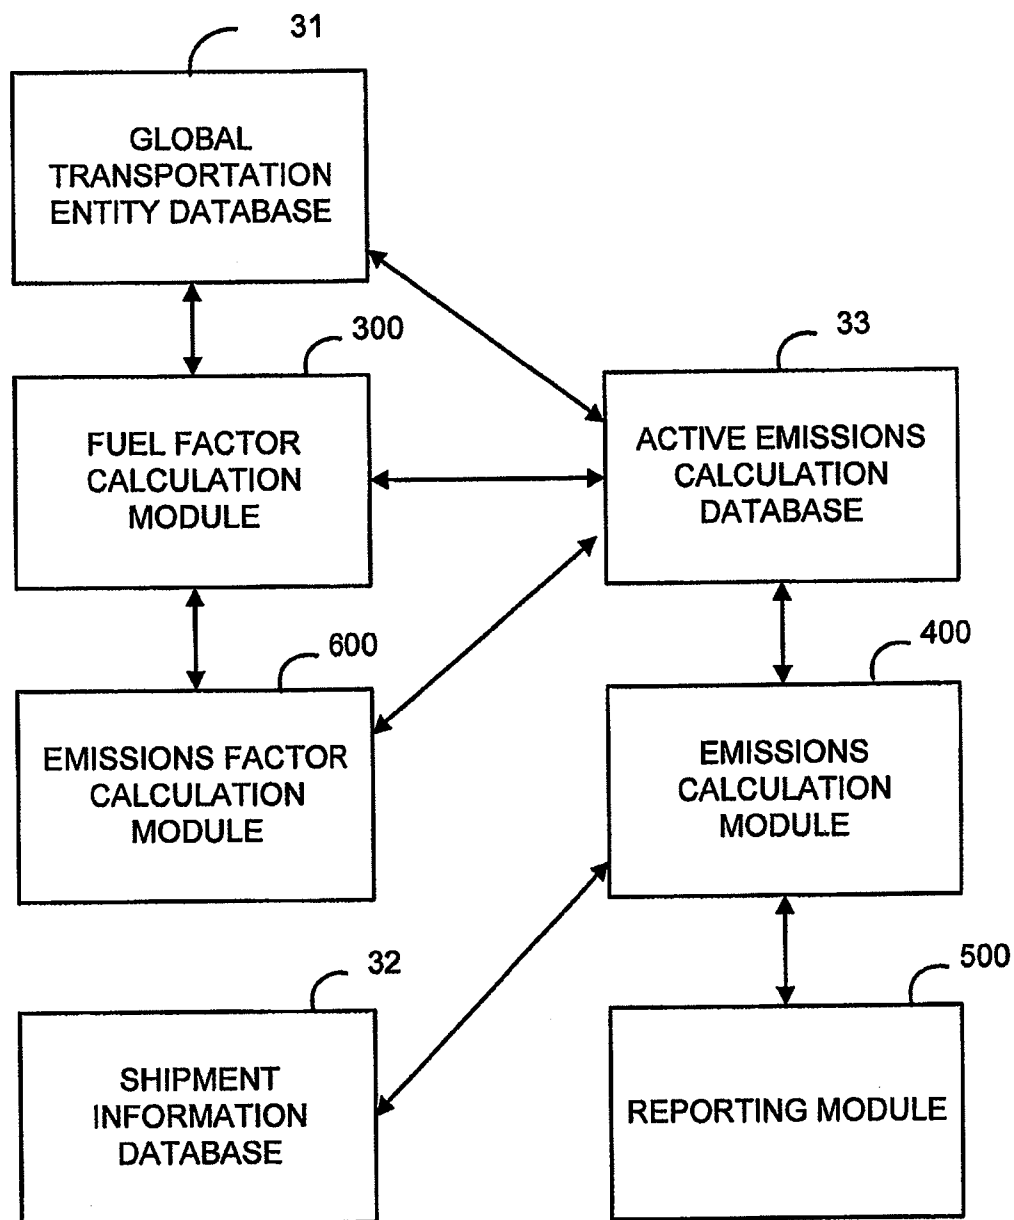 31
GLOBAL
TRANSPORTATION
ENTITY DATABASE
300
FUEL FACTOR
CALCULATION
MODULE
33
ACTIVE EMISSIONS
CALCULATION
DATABASE
600
EMISSIONS FACTOR
CALCULATION
MODULE
400
EMISSIONS
CALCULATION
MODULE
32
SHIPMENT
INFORMATION
DATABASE
500
REPORTING MODULE